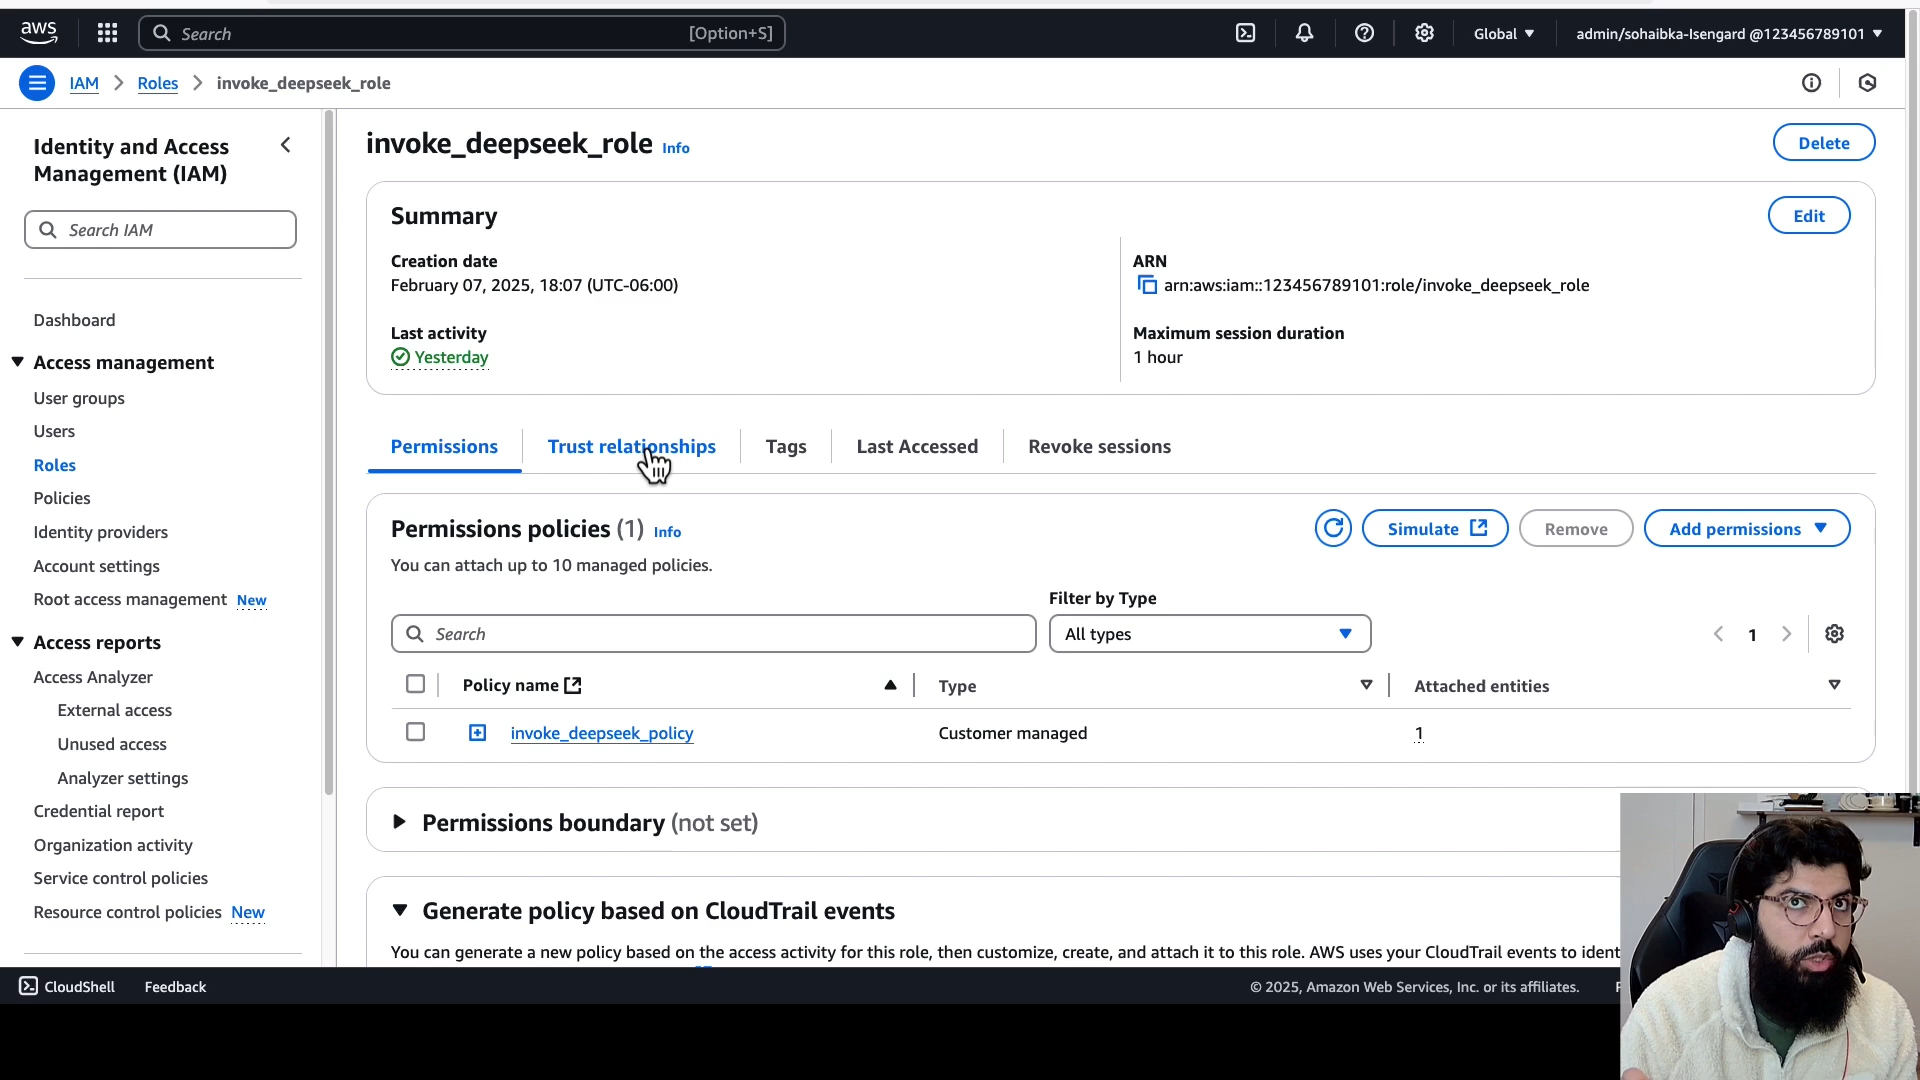 aws
Search
[Option+S]
Global
admin/sohaibka-Isengard @123456789101
IAM
Roles
invoke_deepseek_role
Identity and Access
Management (IAM)
Search IAM
Dashboard
Access management
User groups
Users
Roles
Policies
Identity providers
Account settings
Root access management New
Access reports
Access Analyzer
External access
Unused access
Analyzer settings
Credential report
Organization activity
Service control policies
Resource control policies New
invoke_deepseek_role Info
Delete
Summary
Edit
Creation date
February 07, 2025, 18:07 (UTC-06:00)
ARN
arn:aws:iam::123456789101:role/invoke_deepseek_role
Last activity
Yesterday
Maximum session duration
1 hour
Permissions
Trust relationships
Tags
Last Accessed
Revoke sessions
Permissions policies (1) Info
Simulate
Remove
Add permissions
You can attach up to 10 managed policies.
Filter by Type
Search
All types
1
Policy name
Type
Attached entities
invoke_deepseek_policy
Customer managed
1
Permissions boundary (not set)
Generate policy based on CloudTrail events
You can generate a new policy based on the access activity for this role, then customize, create, and attach it to this role. AWS uses your CloudTrail events to ident
CloudShell
Feedback
© 2025, Amazon Web Services, Inc. or its affiliates.